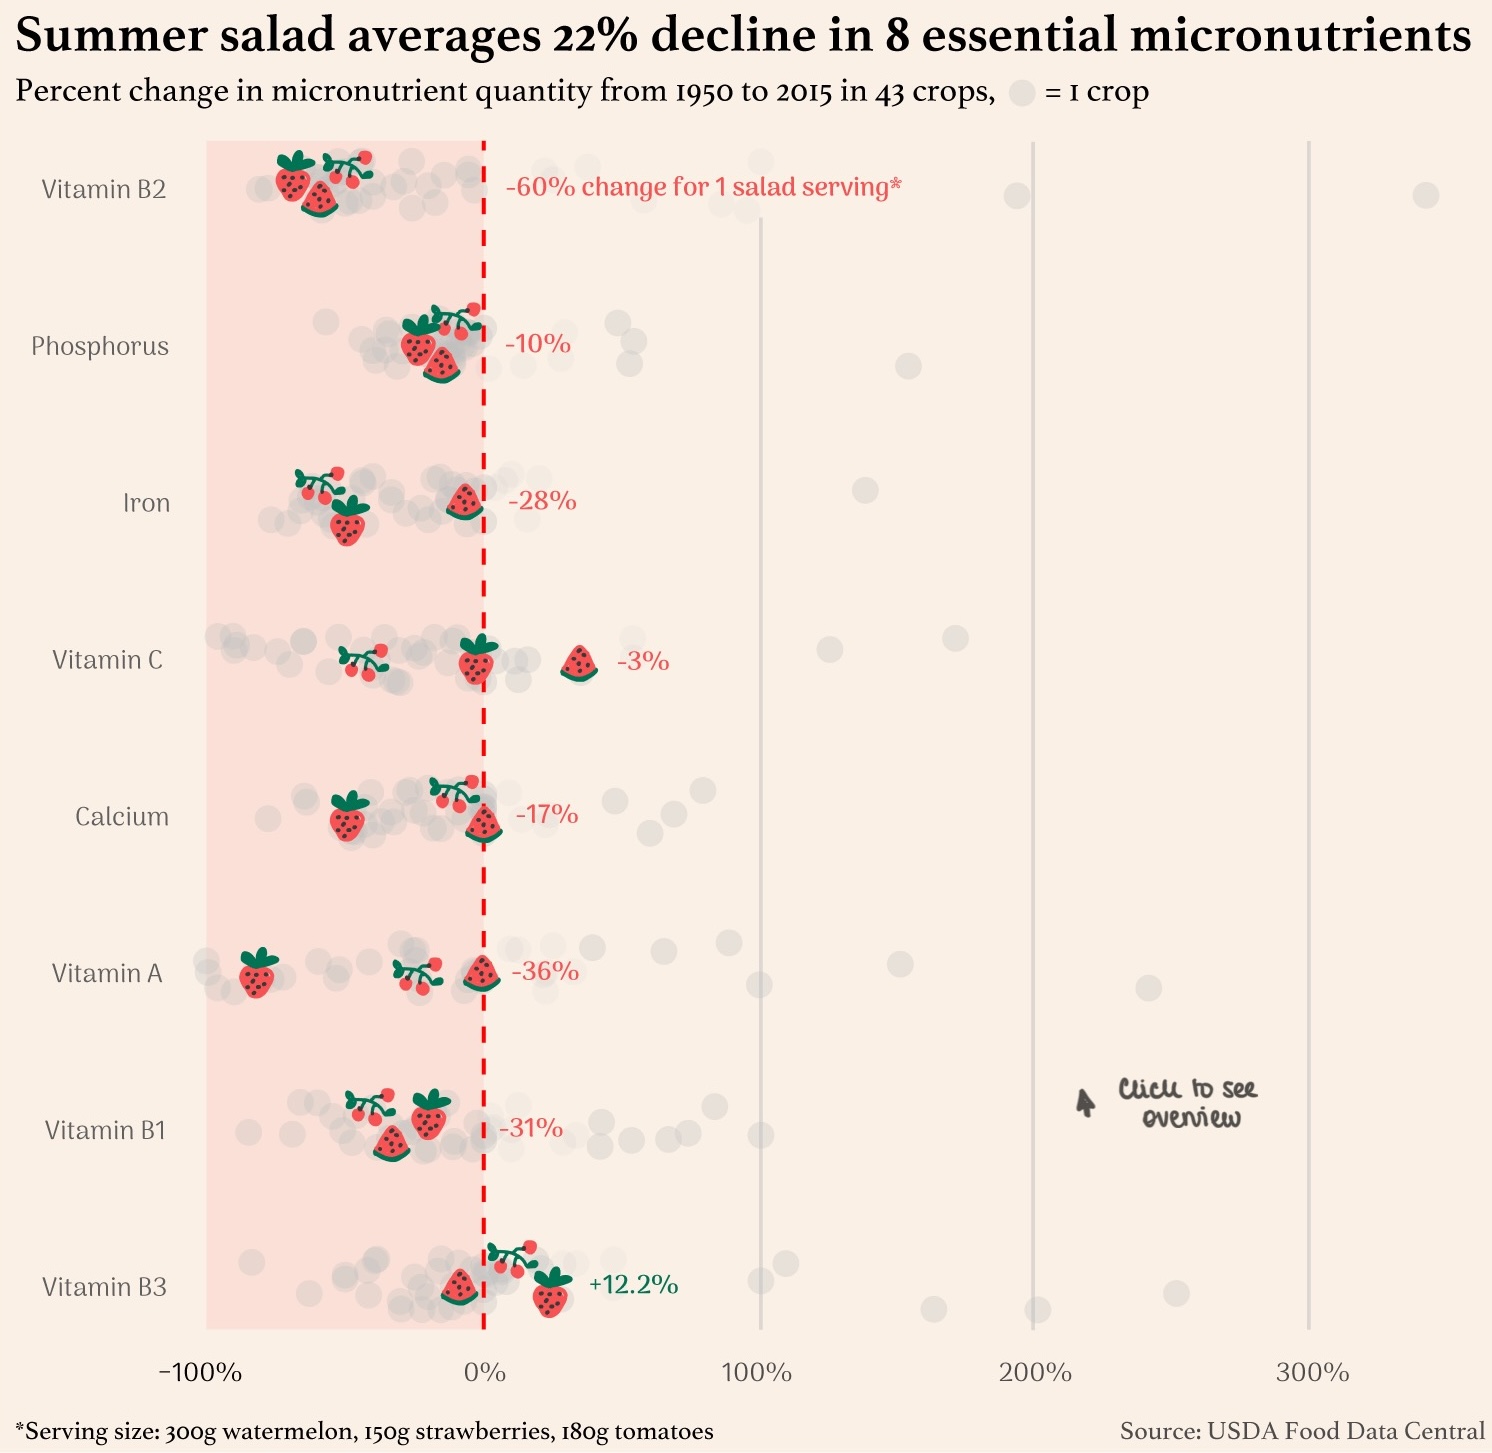 Summer salad averages 22% decline in 8 essential micronutrients
Percent change in micronutrient quantity from 1950 to 2015 in 43 crops, = 1 crop
Vitamin B2
-60% change for 1 salad serving*
Phosphorus
-10%
Iron
-28%
Vitamin C
-3%
Calcium
-17%
Vitamin A
-36%
Vitamin B1
-31%
Click to see
overview
Vitamin B3
+12.2%
-100%
0%
100%
200%
300%
*Serving size: 300g watermelon, 150g strawberries, 180g tomatoes
Source: USDA Food Data Central